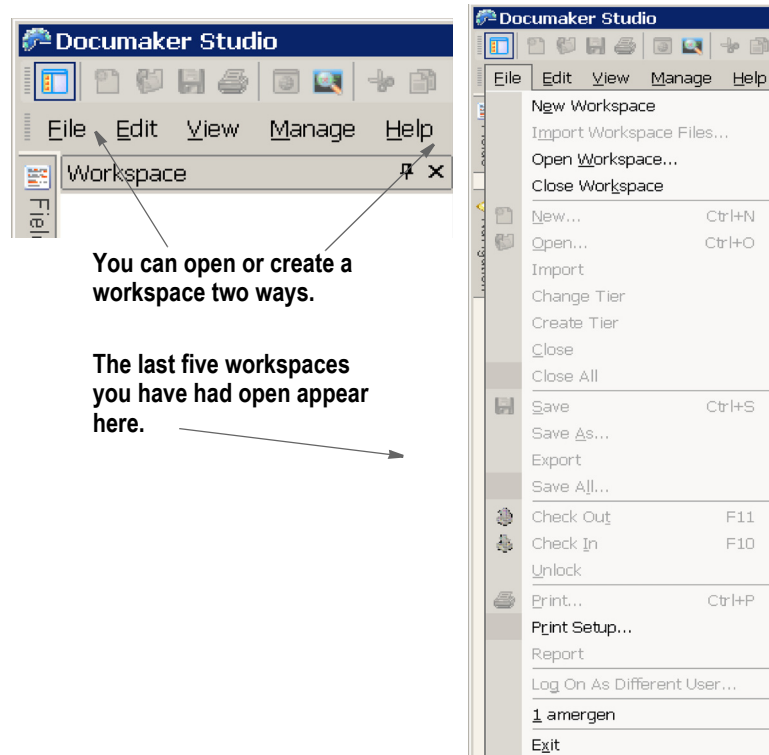 Documaker Studio
File Edit View Manage Help
Workspace
You can open or create a
workspace two ways.
The last five workspaces
you have had open appear
here.
Documaker Studio
File Edit View Manage Help
New Workspace
Import Workspace Files...
Open Workspace...
Close Workspace
New... Ctrl+N
Open... Ctrl+O
Import
Change Tier
Create Tier
Close
Close All
Save Ctrl+S
Save As...
Export
Save All...
Check Out F11
Check In F10
Unlock
Print... Ctrl+P
Print Setup...
Report
Log On As Different User...
1 amergen
Exit